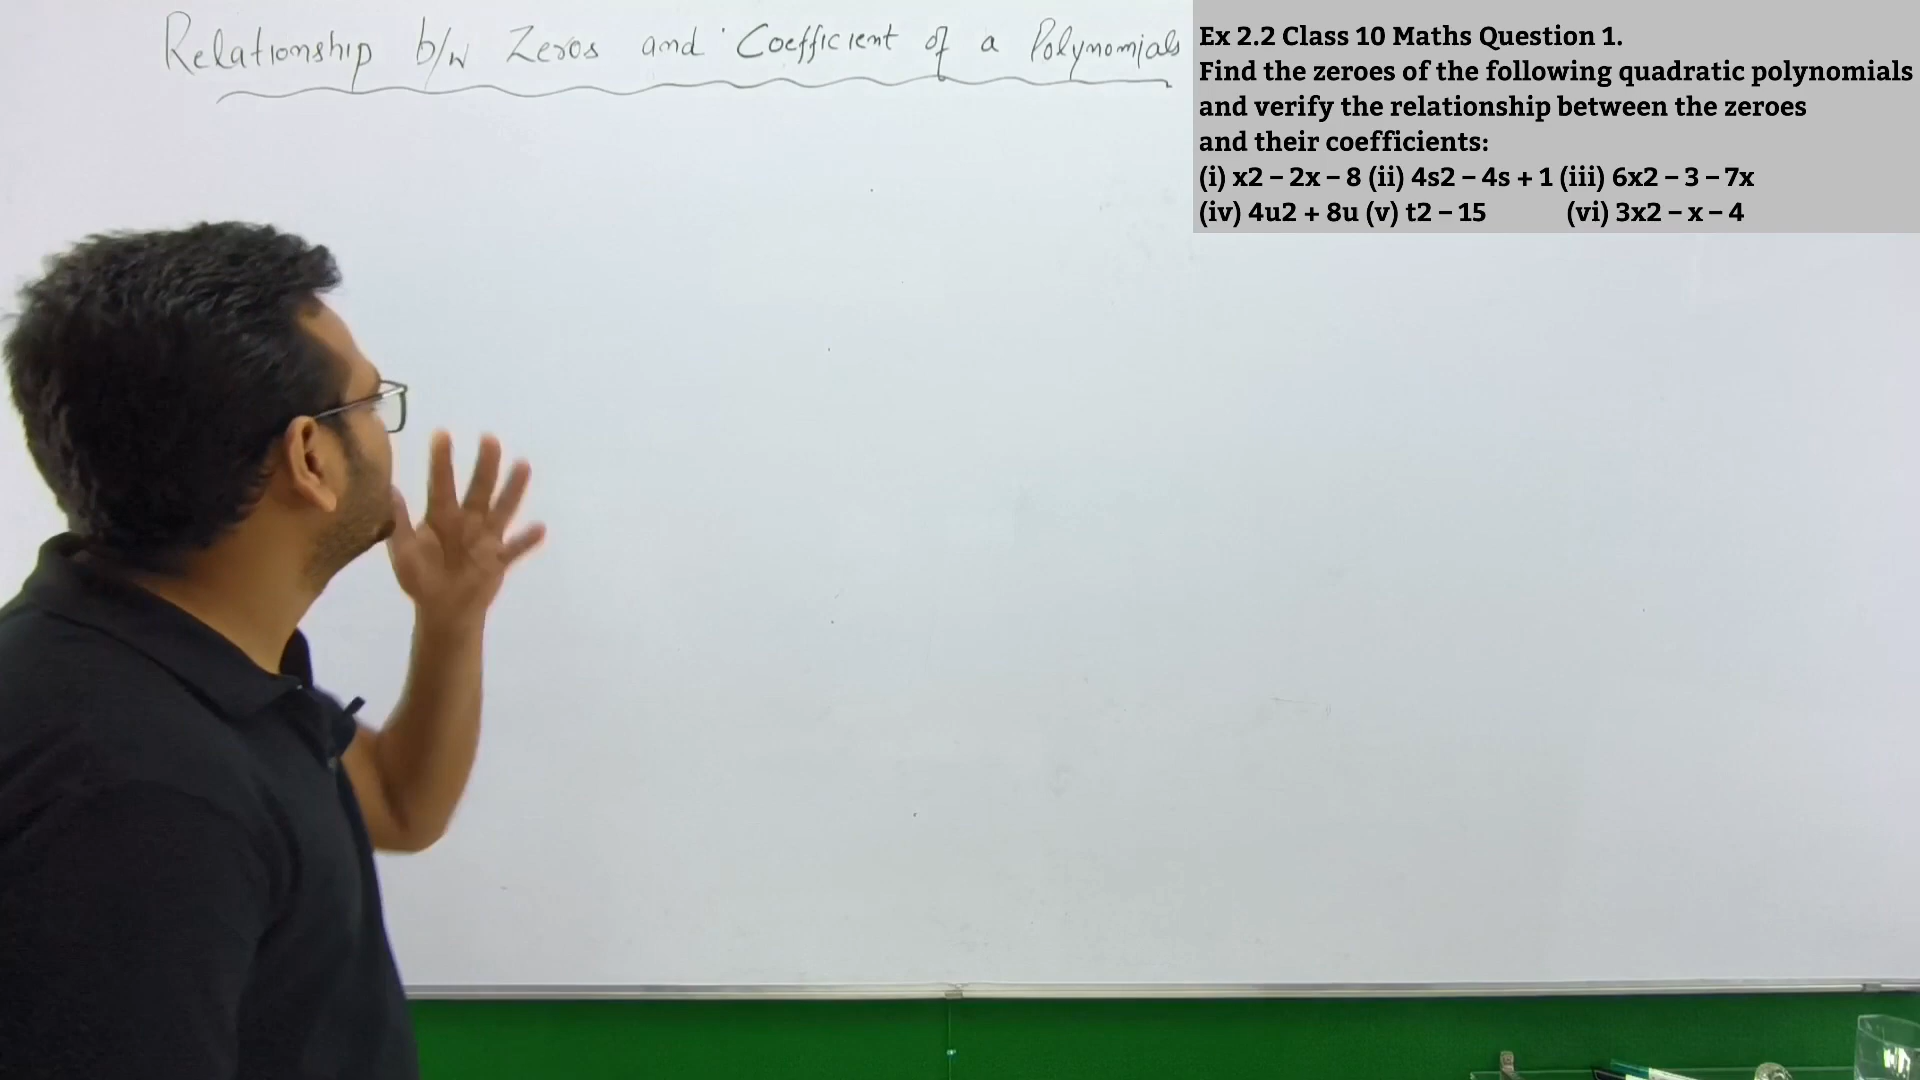 Relationship b/w Zeros and Coefficient of a Polynomials
Ex 2.2 Class 10 Maths Question 1.
Find the zeroes of the following quadratic polynomials
and verify the relationship between the zeroes
and their coefficients:
(i) x2 – 2x – 8 (ii) 4s2 – 4s + 1 (iii) 6x2 – 3 – 7x
(iv) 4u2 + 8u (v) t2 – 15 (vi) 3x2 – x – 4